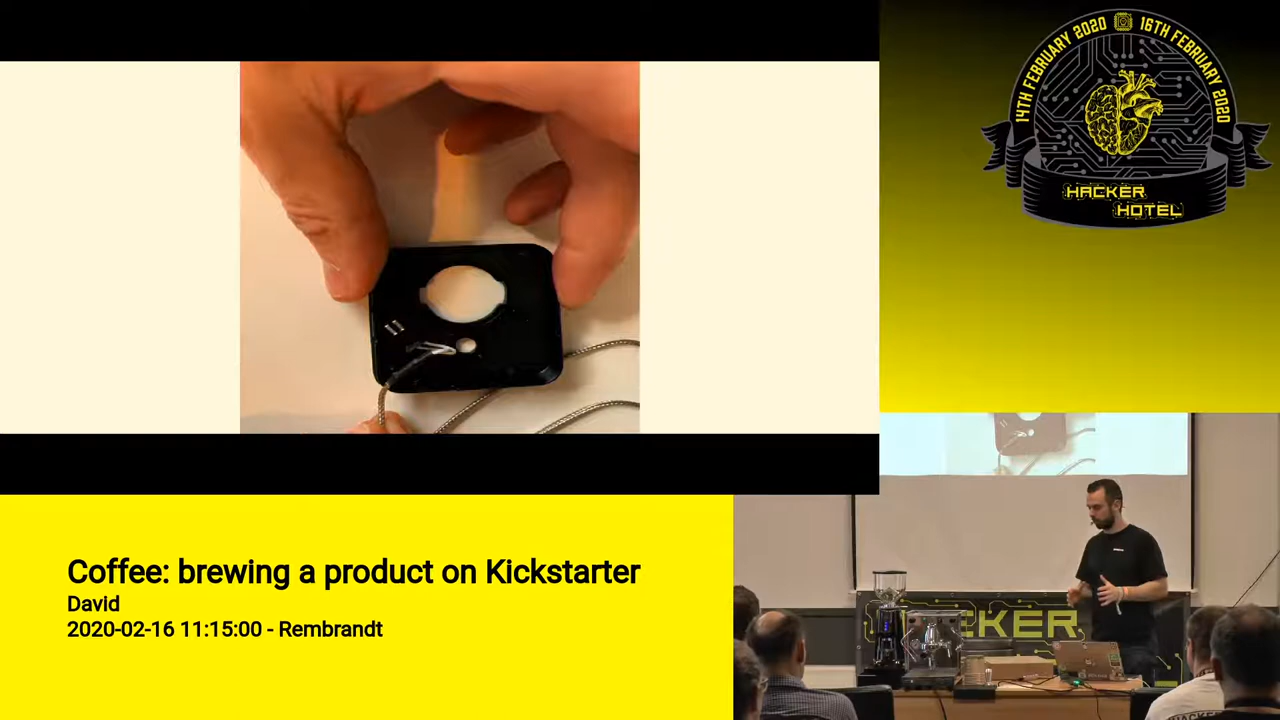 14TH FEBRUARY 2020 16TH FEBRUARY 2020
HACKER
HOTEL
Coffee: brewing a product on Kickstarter
David
2020-02-16 11:15:00 - Rembrandt